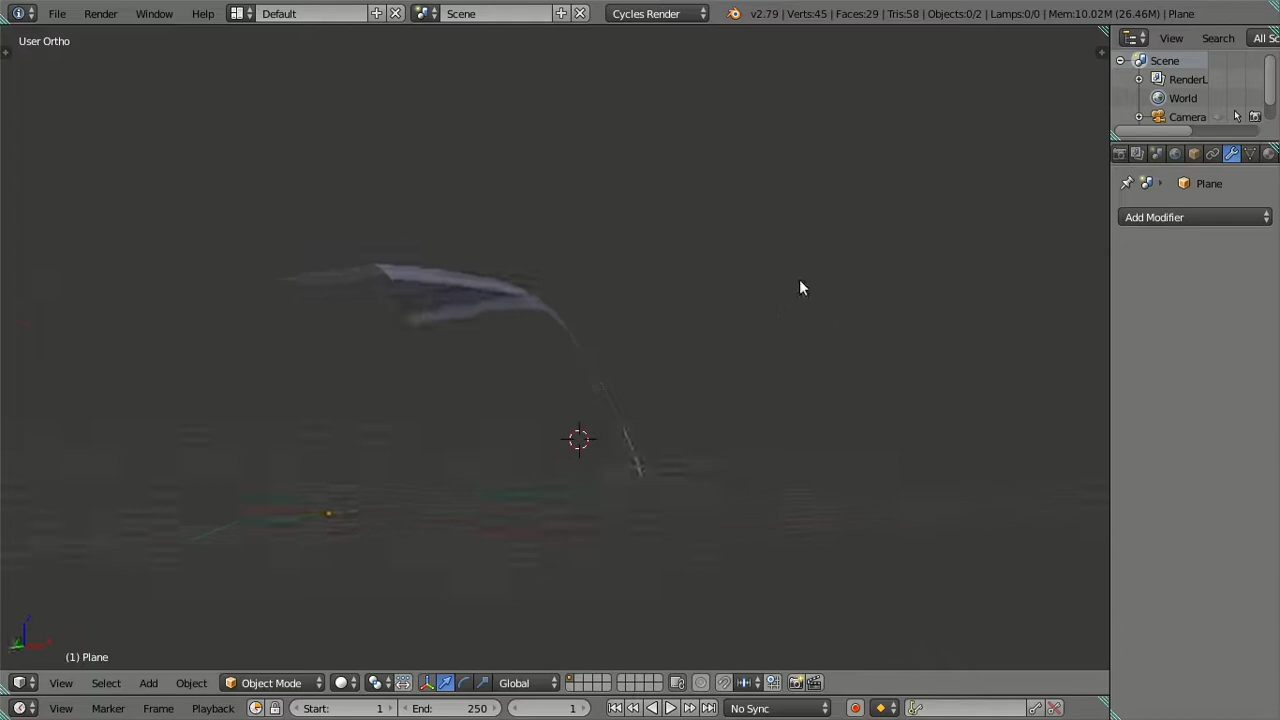 File Render Window Help Default Scene Cycles Render v2.79 | Verts:45 | Faces:29 | Tris:58 | Objects:0/2 | Lamps:0/0 | Mem:10.02M (26.46M) | Plane
User Ortho
View Search All Sc
Scene
RenderL
World
Camera
Plane
Add Modifier
(1) Plane
View Select Add Object Object Mode Global
View Marker Frame Playback Start: 1 End: 250 1 No Sync